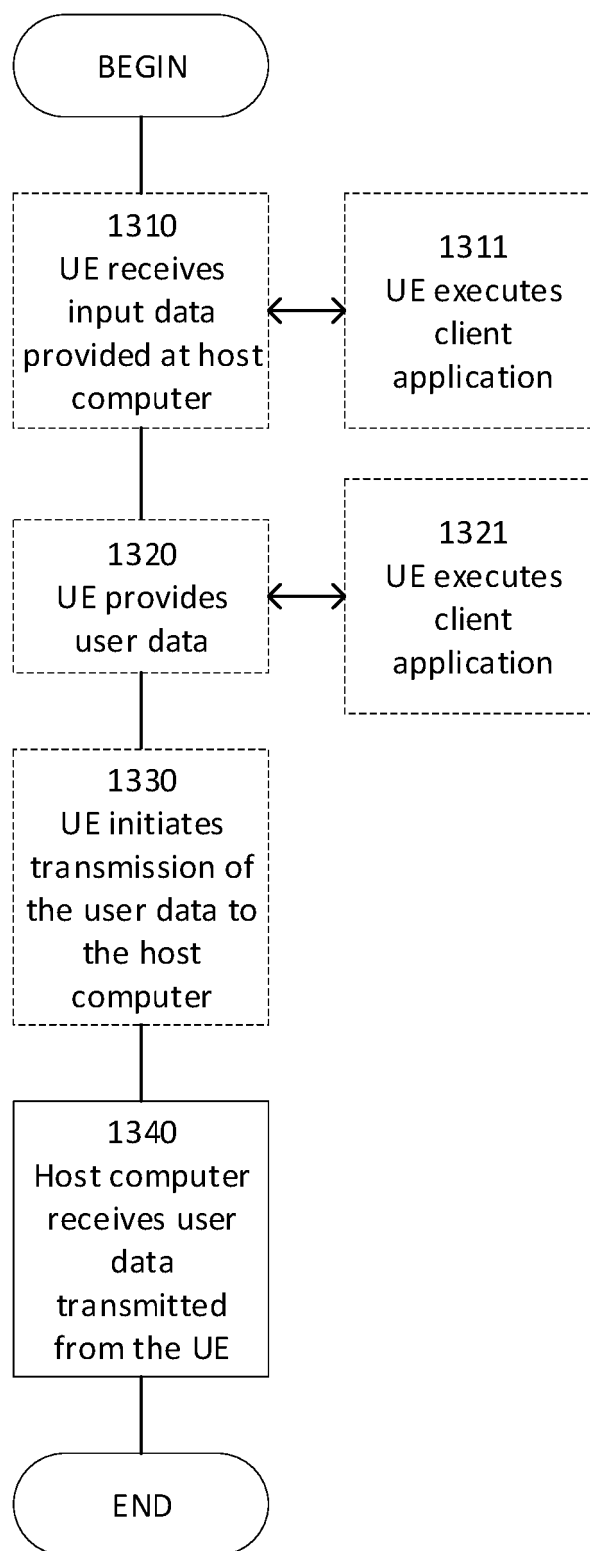 BEGIN
1310
UE receives
input data
provided at host
computer
1311
UE executes
client
application
1320
UE provides
user data
1321
UE executes
client
application
1330
UE initiates
transmission of
the user data to
the host
computer
1340
Host computer
receives user
data
transmitted
from the UE
END